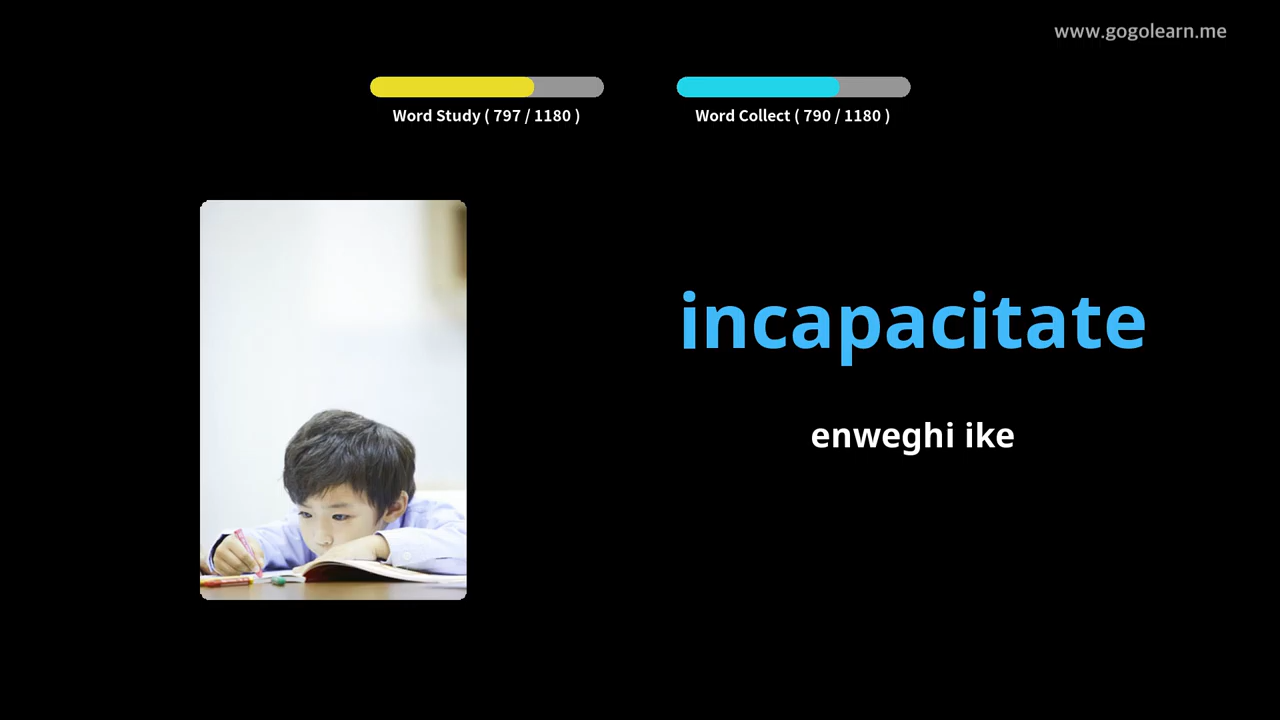 www.gogolearn.me
Word Study ( 797 / 1180 )
Word Collect ( 790 / 1180 )
incapacitate
enweghi ike